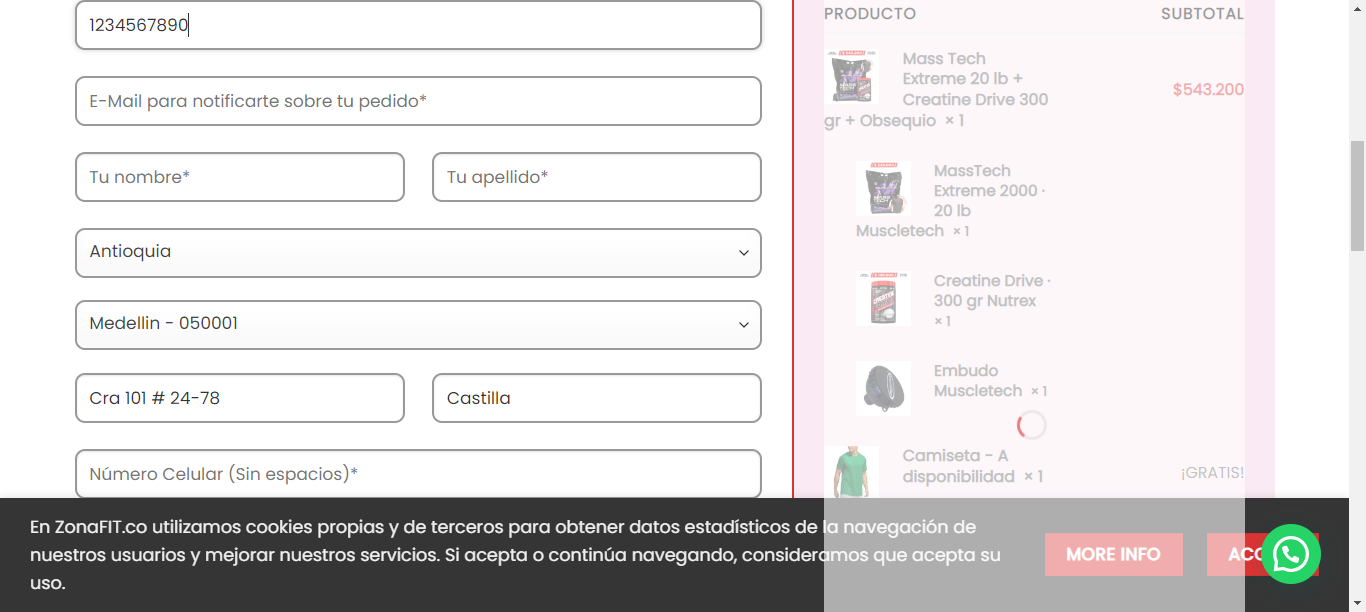 1234567890
E-Mail para notificarte sobre tu pedido*
Tu nombre*
Tu apellido*
Antioquia
Medellin - 050001
Cra 101 # 24-78
Castilla
Número Celular (Sin espacios)*
PRODUCTO
SUBTOTAL
Mass Tech
Extreme 20 lb +
Creatine Drive 300
gr + Obsequio × 1
$543.200
MassTech
Extreme 2000 ·
20 lb
Muscletech × 1
Creatine Drive ·
300 gr Nutrex
× 1
Embudo
Muscletech × 1
Camiseta - A
disponibilidad × 1
¡GRATIS!
En ZonaFIT.co utilizamos cookies propias y de terceros para obtener datos estadísticos de la navegación de
nuestros usuarios y mejorar nuestros servicios. Si acepta o continúa navegando, consideramos que acepta su
uso.
MORE INFO